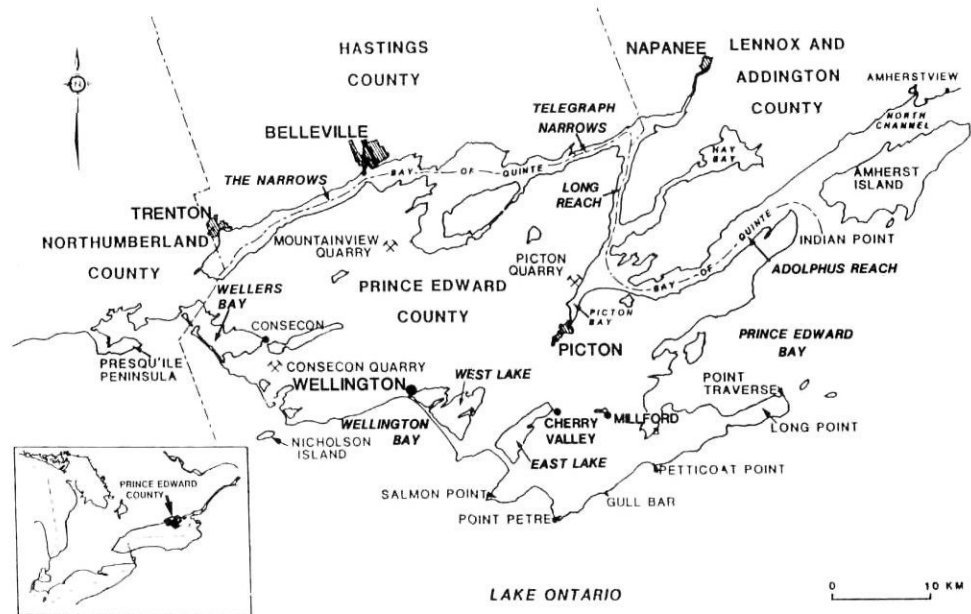 HASTINGS
COUNTY
NAPANEE
LENNOX AND
ADDINGTON
COUNTY
AMHERSTVIEW
NORTH
CHANNEL
TELEGRAPH
NARROWS
BELLEVILLE
HAY
BAY
AMHERST
ISLAND
THE NARROWS
BAY OF QUINTE
LONG
REACH
TRENTON
NORTHUMBERLAND
COUNTY
MOUNTAINVIEW
QUARRY
PICTON
QUARRY
BAY OF QUINTE
INDIAN POINT
ADOLPHUS REACH
PRINCE EDWARD
COUNTY
WELLERS
BAY
PICTON
BAY
CONSECON
PICTON
PRINCE EDWARD
BAY
PRESQU'ILE
PENINSULA
CONSECON QUARRY
WELLINGTON
WEST LAKE
POINT
TRAVERSE
WELLINGTON
BAY
CHERRY
VALLEY
MILLFORD
LONG POINT
NICHOLSON
ISLAND
EAST LAKE
PETTICOAT POINT
SALMON POINT
GULL BAR
POINT PETRE
PRINCE EDWARD
COUNTY
LAKE ONTARIO
0 10 KM